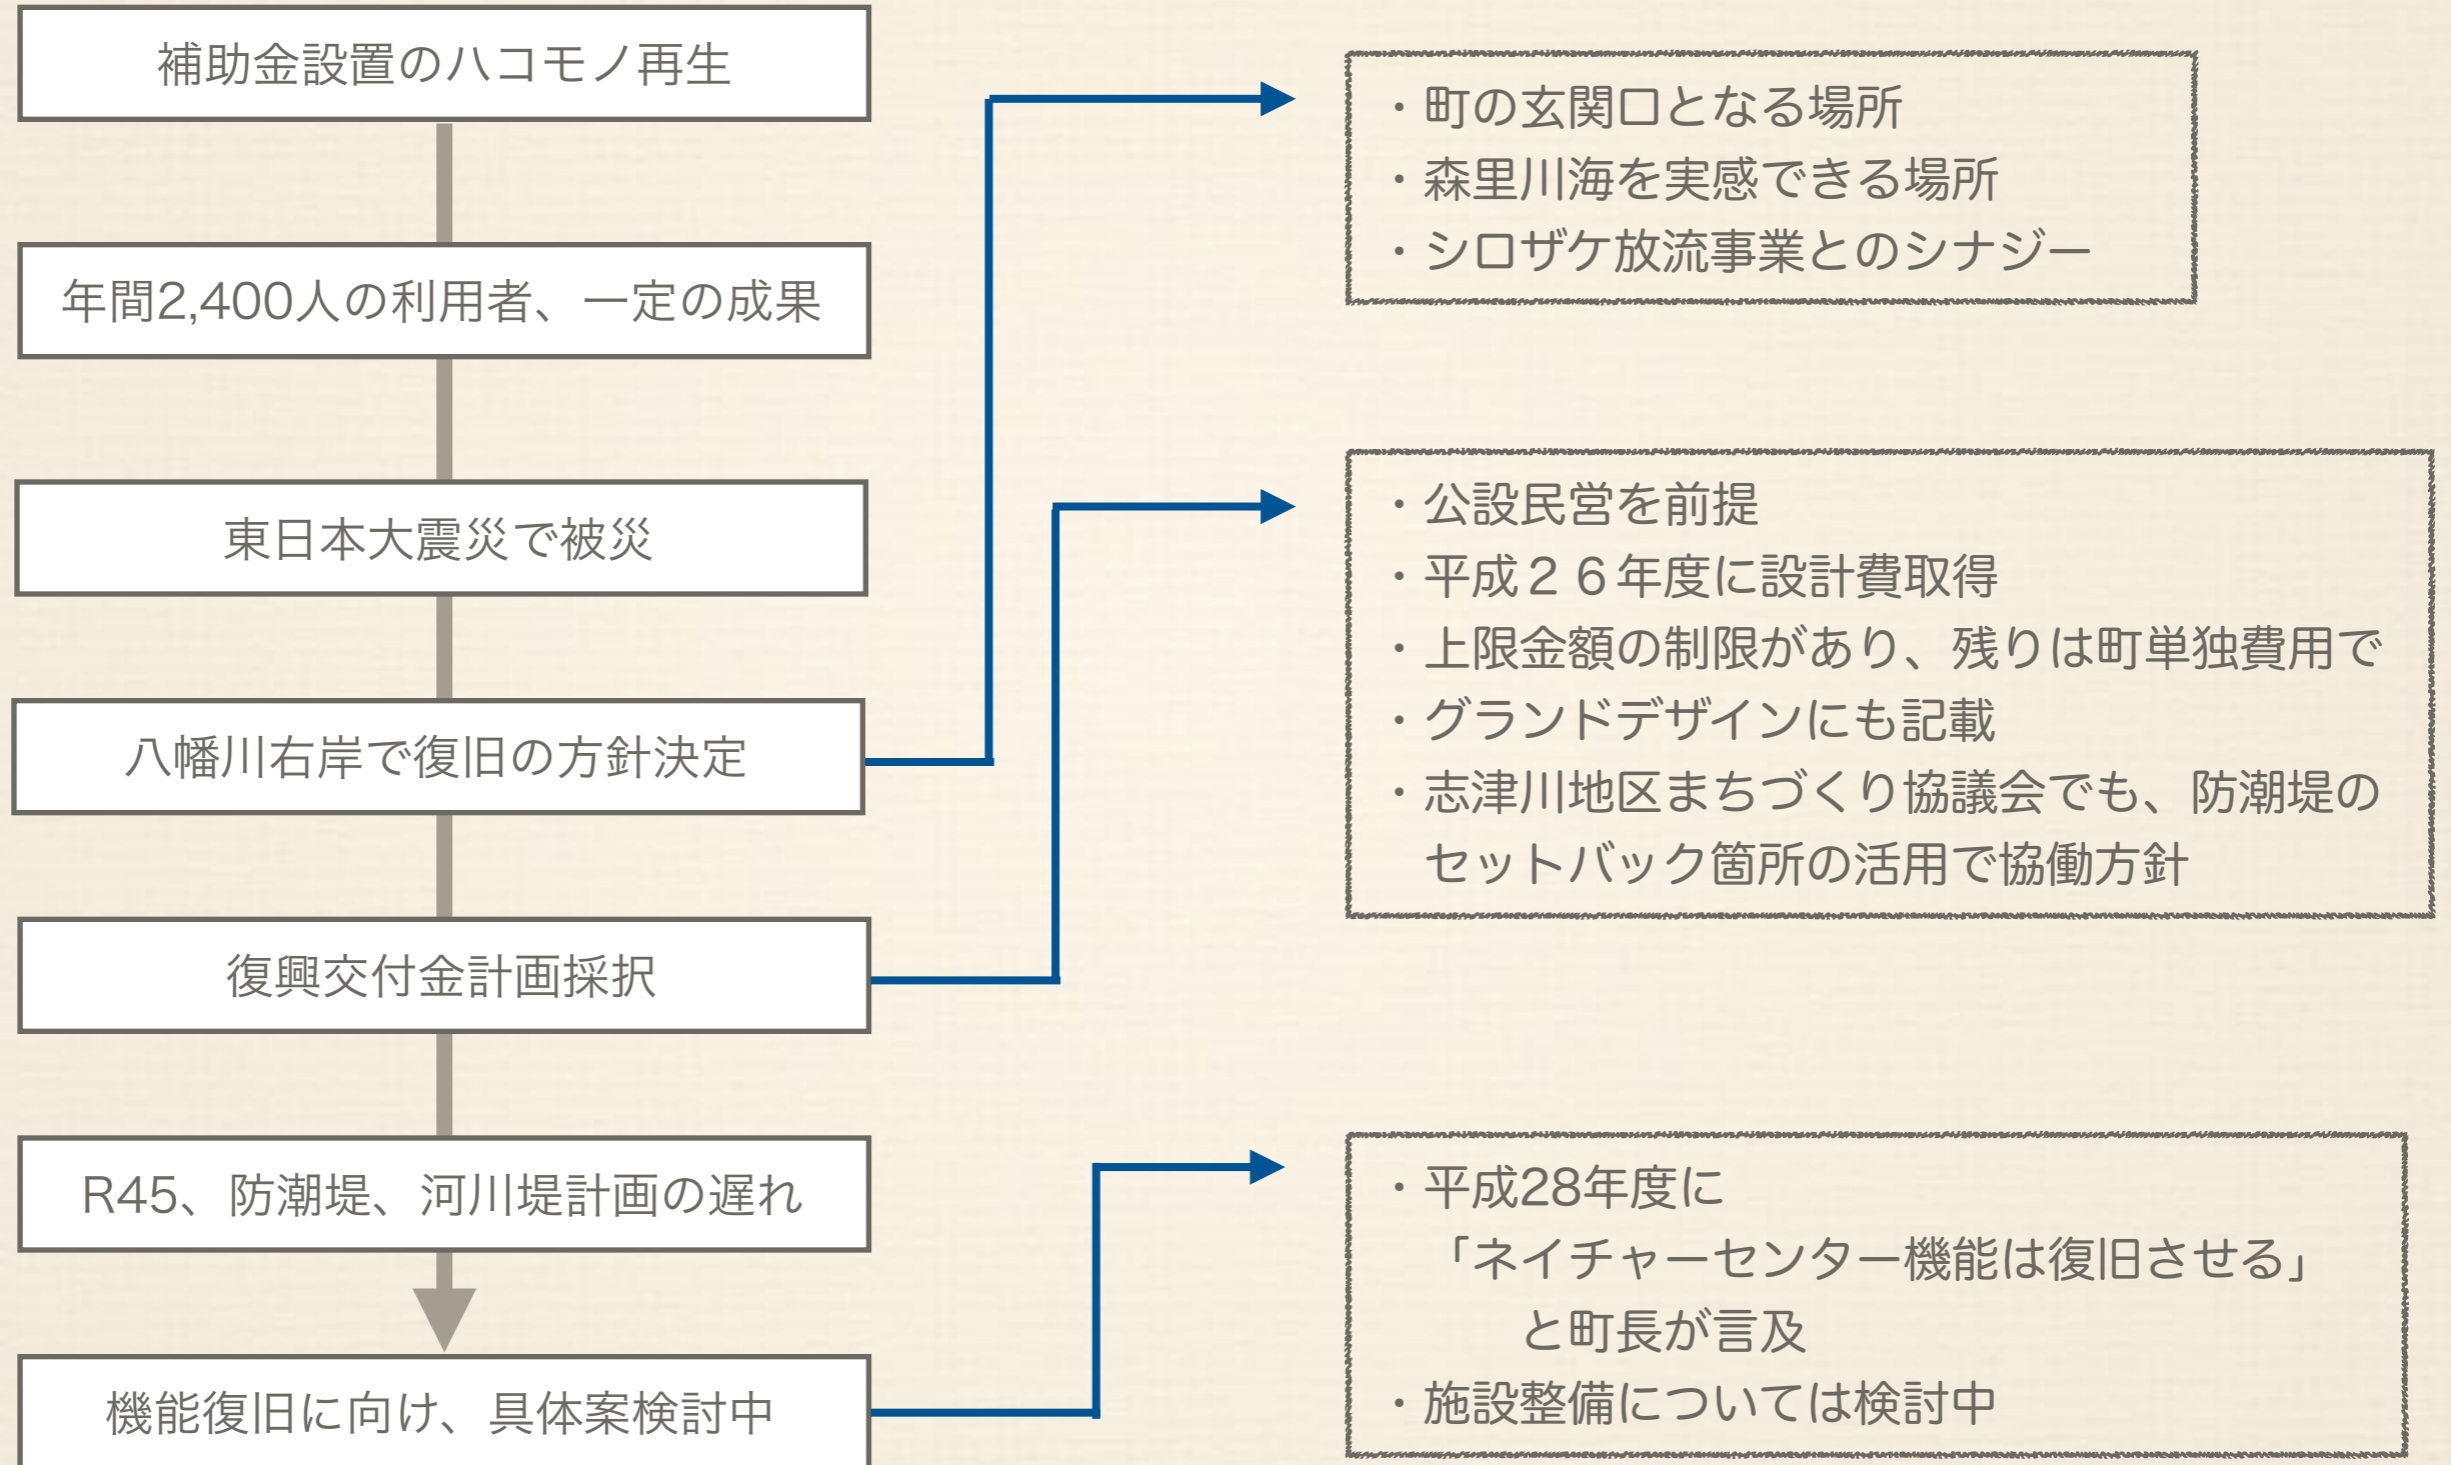 補助金設置のハコモノ再生
年間2,400人の利用者、一定の成果
東日本大震災で被災
八幡川右岸で復旧の方針決定
復興交付金計画採択
R45、防潮堤、河川堤計画の遅れ
機能復旧に向け、具体案検討中
・町の玄関口となる場所
・森里川海を実感できる場所
・シロザケ放流事業とのシナジー
・公設民営を前提
・平成２６年度に設計費取得
・上限金額の制限があり、残りは町単独費用で
・グランドデザインにも記載
・志津川地区まちづくり協議会でも、防潮堤の
セットバック箇所の活用で協働方針
・平成28年度に
「ネイチャーセンター機能は復旧させる」
と町長が言及
・施設整備については検討中